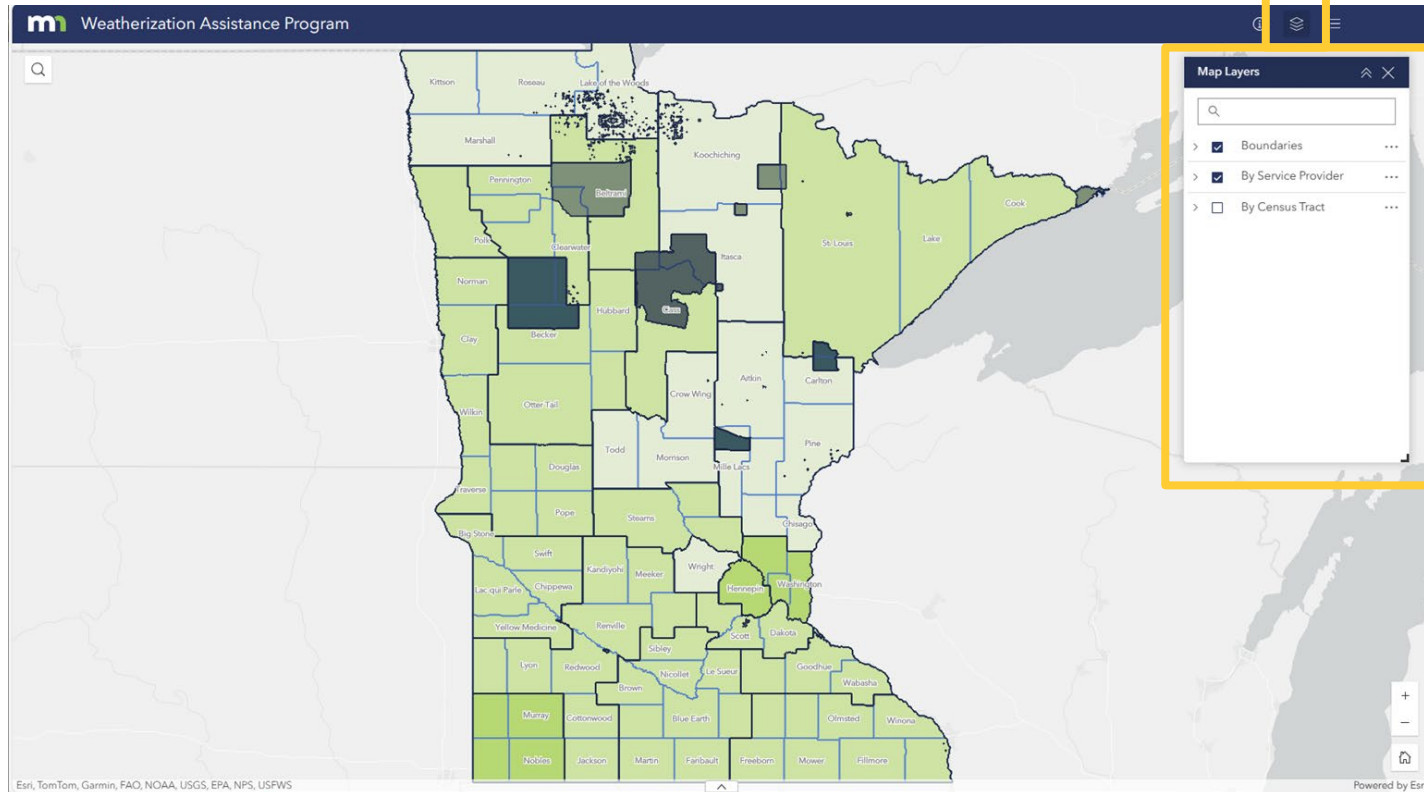 mn Weatherization Assistance Program
Map Layers
Boundaries
By Service Provider
By Census Tract
Kittson
Roseau
Lake of the Woods
Marshall
Koochiching
Pennington
Beltrami
Cook
Polk
Clearwater
St. Louis
Lake
Itasca
Norman
Hubbard
Cass
Clay
Becker
Aitkin
Carlton
Crow Wing
Wilkin
Otter Tail
Todd
Morrison
Pine
Mille Lacs
Douglas
Traverse
Pope
Stearns
Big Stone
Chisago
Swift
Kandiyohi
Meeker
Wright
Lac qui Parle
Chippewa
Hennepin
Washington
Yellow Medicine
Renville
Scott
Dakota
Sibley
Lyon
Redwood
Nicollet
Le Sueur
Goodhue
Brown
Wabasha
Murray
Cottonwood
Blue Earth
Olmsted
Winona
Nobles
Jackson
Martin
Faribault
Freeborn
Mower
Fillmore
Esri, TomTom, Garmin, FAO, NOAA, USGS, EPA, NPS, USFWS
Powered by Esr